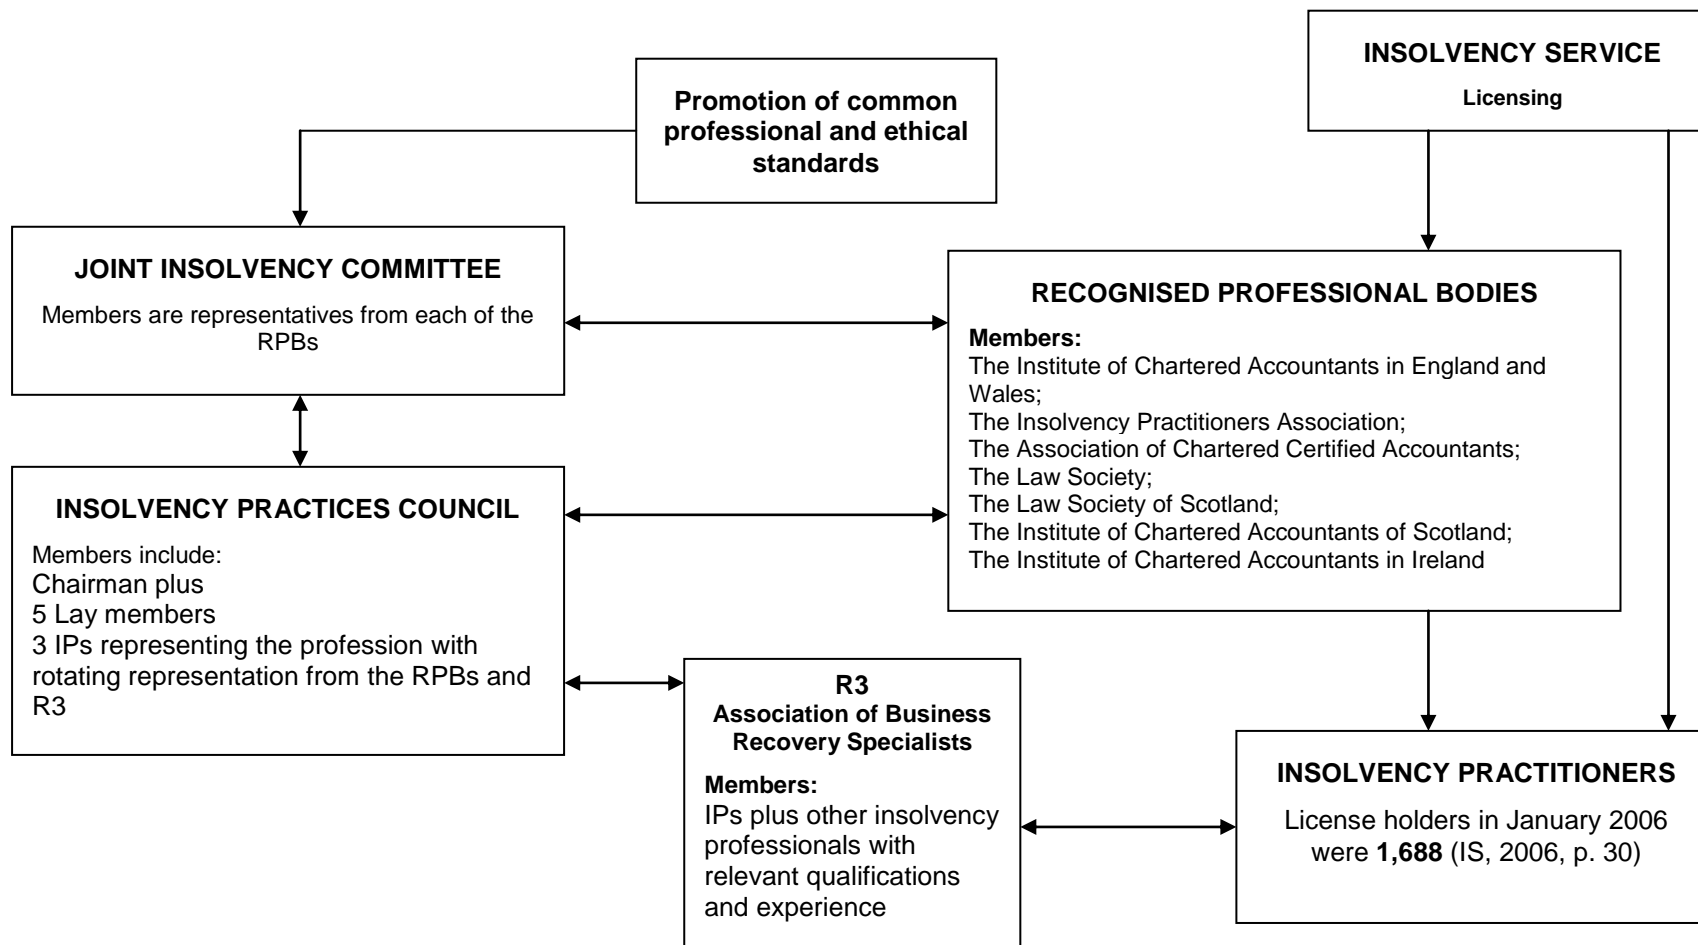 INSOLVENCY SERVICE
Licensing
Promotion of common
professional and ethical
standards
JOINT INSOLVENCY COMMITTEE
Members are representatives from each of the
RPBs
RECOGNISED PROFESSIONAL BODIES
Members:
The Institute of Chartered Accountants in England and
Wales;
The Insolvency Practitioners Association;
The Association of Chartered Certified Accountants;
The Law Society;
The Law Society of Scotland;
The Institute of Chartered Accountants of Scotland;
The Institute of Chartered Accountants in Ireland
INSOLVENCY PRACTICES COUNCIL
Members include:
Chairman plus
5 Lay members
3 IPs representing the profession with
rotating representation from the RPBs and
R3
R3
Association of Business
Recovery Specialists
Members:
IPs plus other insolvency
professionals with
relevant qualifications
and experience
INSOLVENCY PRACTITIONERS
License holders in January 2006
were 1,688 (IS, 2006, p. 30)